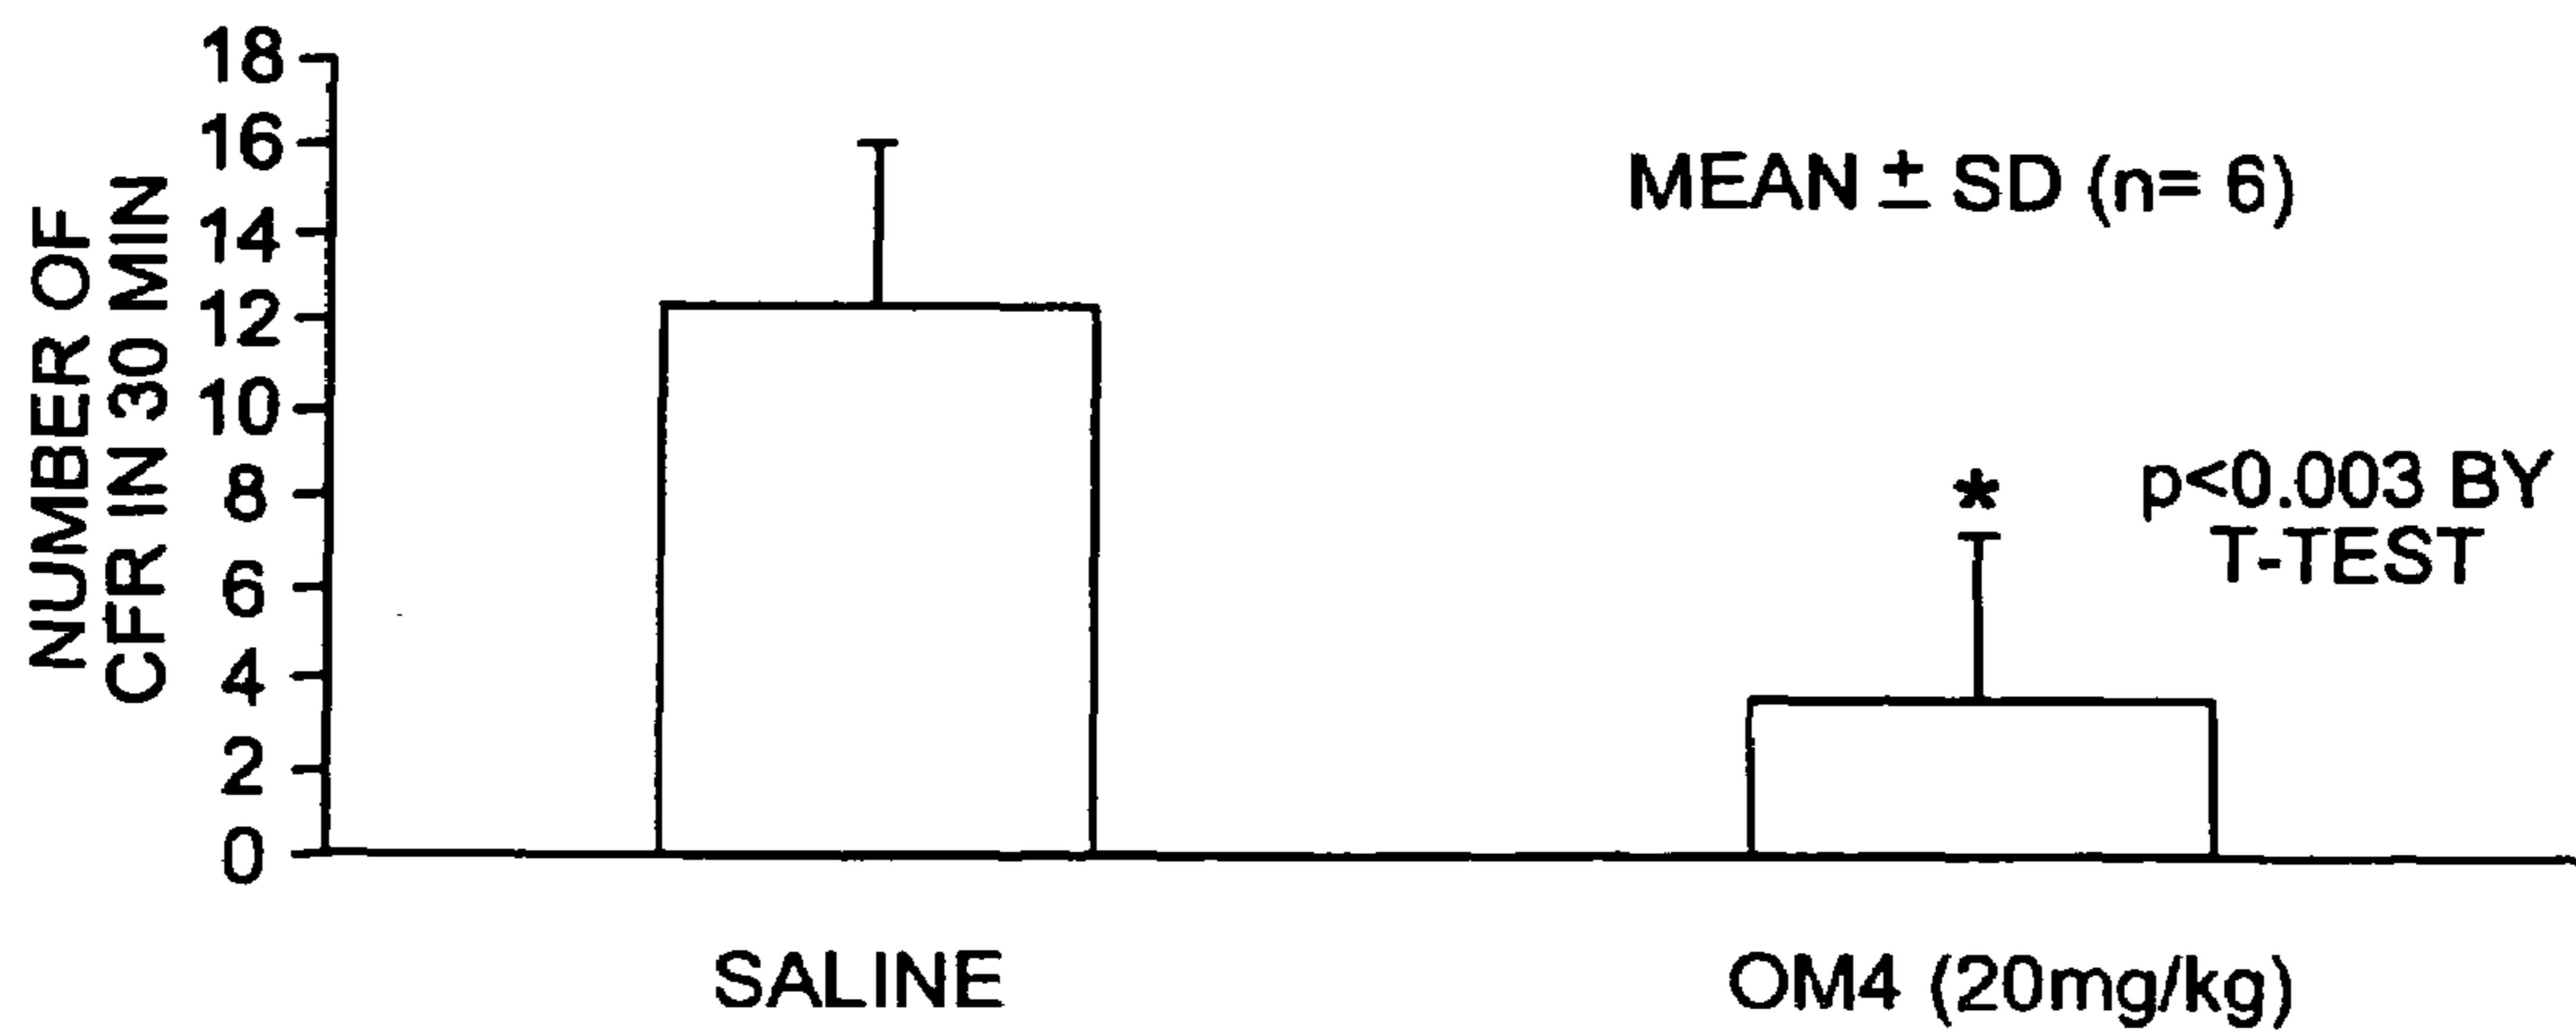 NUMBER OF
CFR IN 30 MIN
18
16
14
12
10
8
6
4
2
0
MEAN ± SD (n= 6)
*
p<0.003 BY
T-TEST
SALINE
OM4 (20mg/kg)